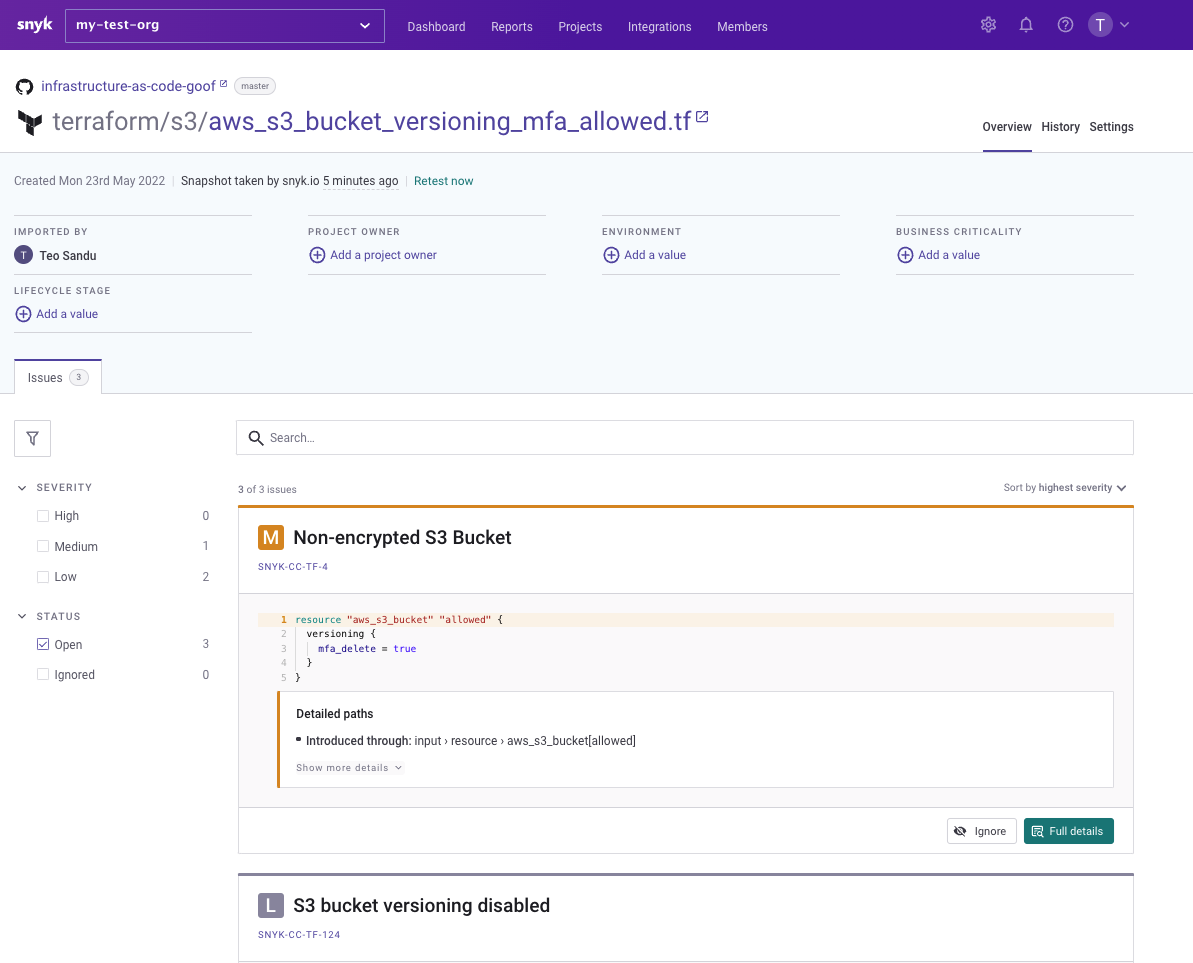 snyk my-test-org Dashboard Reports Projects Integrations Members T
infrastructure-as-code-goof master
terraform/s3/aws_s3_bucket_versioning_mfa_allowed.tf
Overview History Settings
Created Mon 23rd May 2022 Snapshot taken by snyk.io 5 minutes ago Retest now
IMPORTED BY PROJECT OWNER ENVIRONMENT BUSINESS CRITICALITY
T Teo Sandu Add a project owner Add a value Add a value
LIFECYCLE STAGE
Add a value
Issues 3
Search...
SEVERITY
High 0
Medium 1
Low 2
STATUS
Open 3
Ignored 0
3 of 3 issues Sort by highest severity
M Non-encrypted S3 Bucket
SNYK-CC-TF-4
1 resource "aws_s3_bucket" "allowed" {
2 versioning {
3 mfa_delete = true
4 }
5 }
Detailed paths
Introduced through: input › resource › aws_s3_bucket[allowed]
Show more details
Ignore Full details
L S3 bucket versioning disabled
SNYK-CC-TF-124